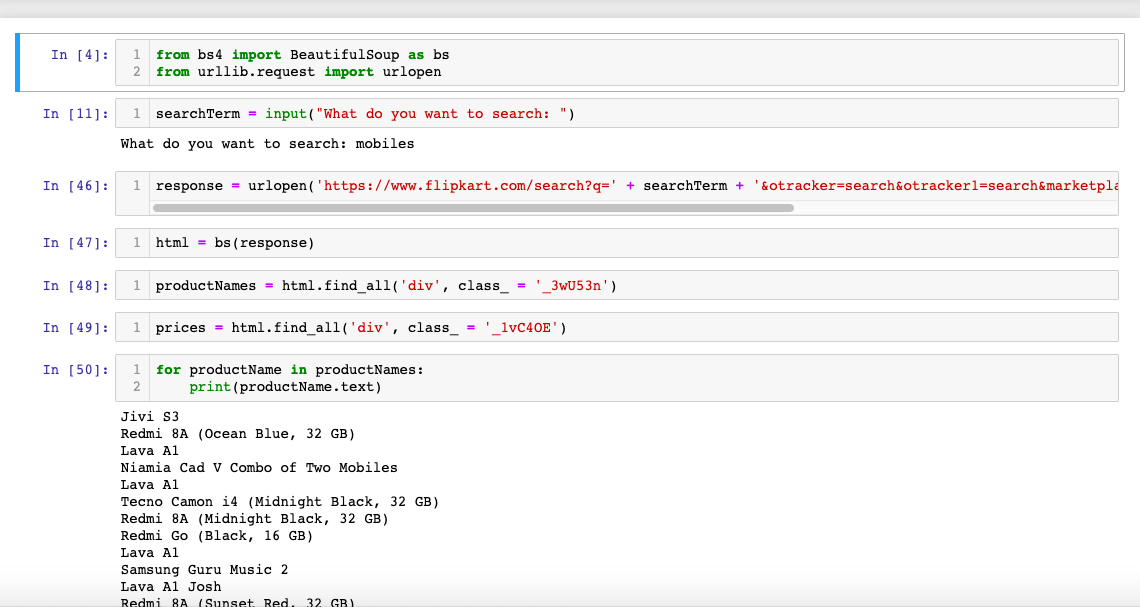 In [4]:
1 from bs4 import BeautifulSoup as bs
2 from urllib.request import urlopen
In [11]:
1 searchTerm = input("What do you want to search: ")
What do you want to search: mobiles
In [46]:
1 response = urlopen('https://www.flipkart.com/search?q=' + searchTerm + '&otracker=search&otracker1=search&marketpla
In [47]:
1 html = bs(response)
In [48]:
1 productNames = html.find_all('div', class_ = '_3wU53n')
In [49]:
1 prices = html.find_all('div', class_ = '_1vC4OE')
In [50]:
1 for productName in productNames:
2     print(productName.text)
Jivi S3
Redmi 8A (Ocean Blue, 32 GB)
Lava A1
Niamia Cad V Combo of Two Mobiles
Lava A1
Tecno Camon i4 (Midnight Black, 32 GB)
Redmi 8A (Midnight Black, 32 GB)
Redmi Go (Black, 16 GB)
Lava A1
Samsung Guru Music 2
Lava A1 Josh
Redmi 8A (Sunset Red, 32 GB)